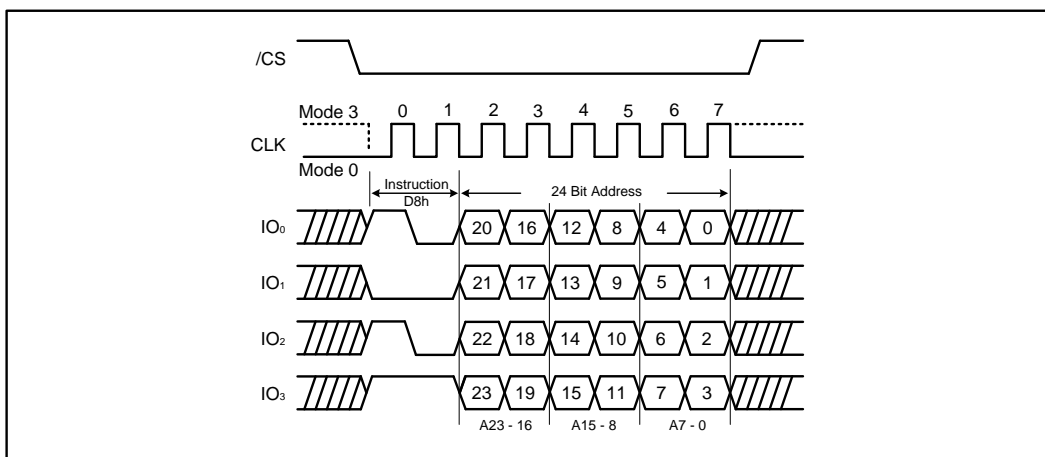 /CS
Mode 3 0 1 2 3 4 5 6 7
CLK
Mode 0
Instruction
D8h
24 Bit Address
IO₀ 20 16 12 8 4 0
IO₁ 21 17 13 9 5 1
IO₂ 22 18 14 10 6 2
IO₃ 23 19 15 11 7 3
A23 - 16 A15 - 8 A7 - 0